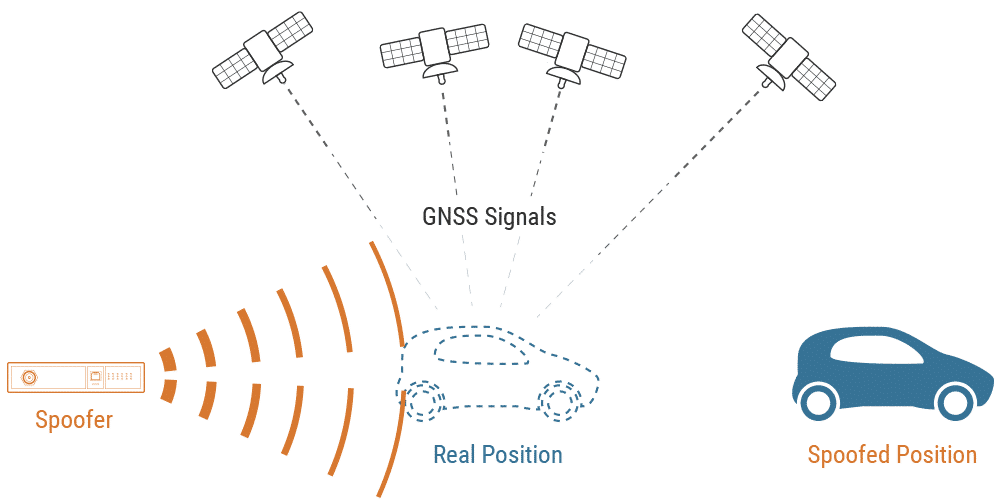 GNSS Signals
Spoofer
Real Position
Spoofed Position